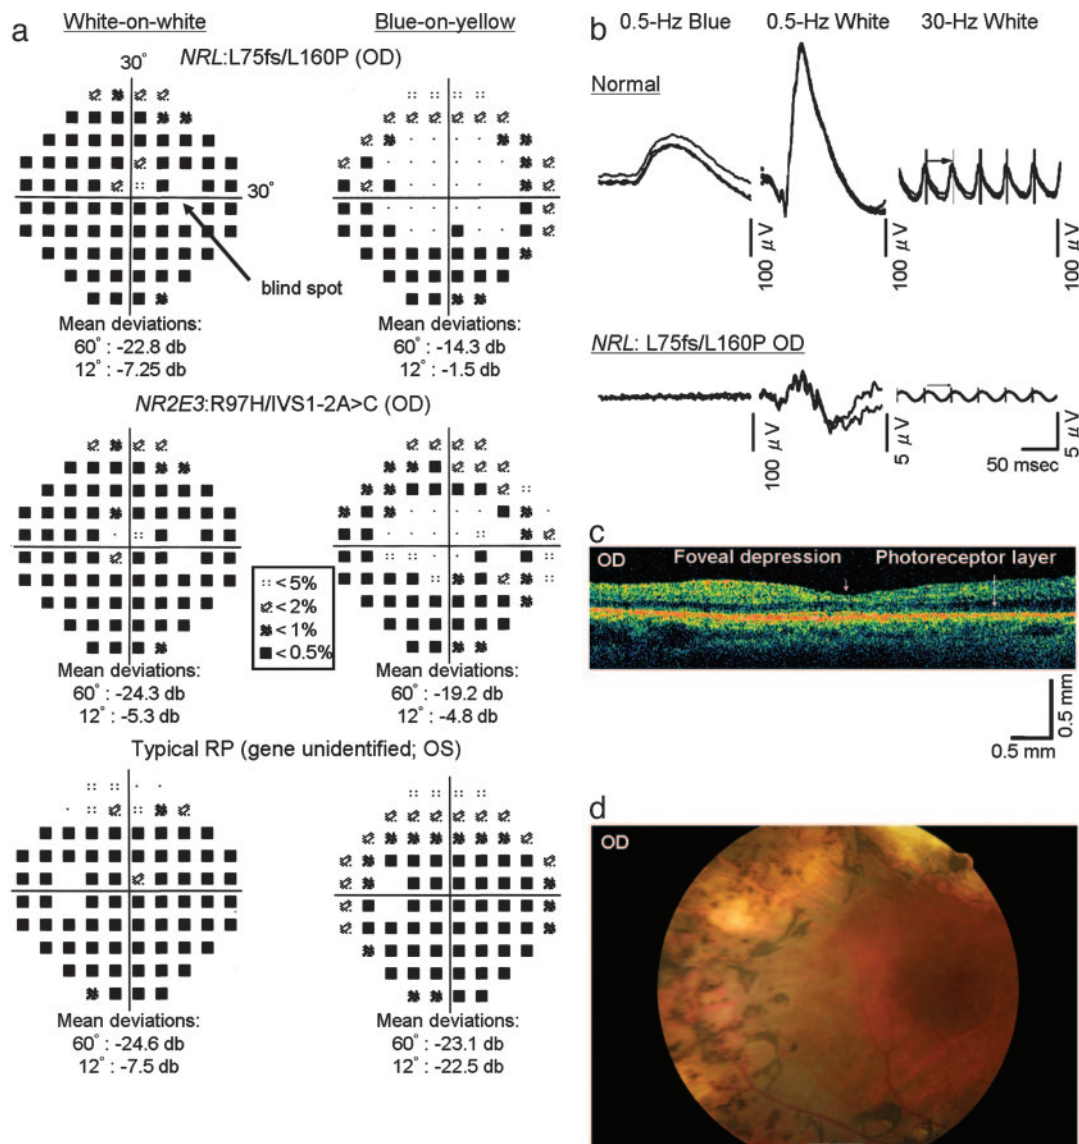 a
White-on-white
Blue-on-yellow
NRL:L75fs/L160P (OD)
30°
30°
blind spot
Mean deviations:
60° : -22.8 db
12° : -7.25 db
Mean deviations:
60° : -14.3 db
12° : -1.5 db
NR2E3:R97H/IVS1-2A>C (OD)
< 5%
< 2%
< 1%
< 0.5%
Mean deviations:
60° : -24.3 db
12° : -5.3 db
Mean deviations:
60° : -19.2 db
12° : -4.8 db
Typical RP (gene unidentified; OS)
Mean deviations:
60° : -24.6 db
12° : -7.5 db
Mean deviations:
60° : -23.1 db
12° : -22.5 db
b
0.5-Hz Blue
0.5-Hz White
30-Hz White
Normal
100 µV
100 µV
100 µV
NRL: L75fs/L160P OD
100 µV
5 µV
5 µV
50 msec
c
OD
Foveal depression
Photoreceptor layer
0.5 mm
0.5 mm
d
OD